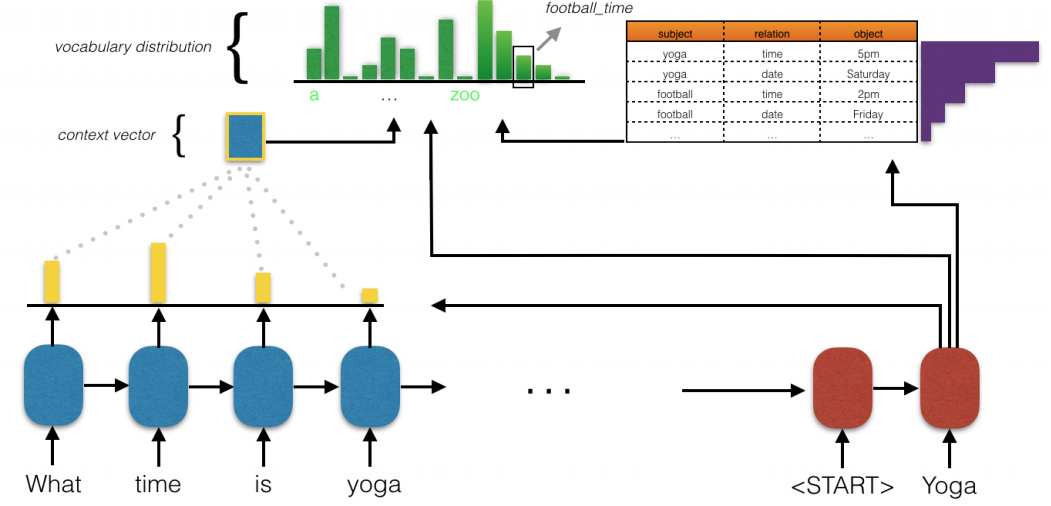 football_time
vocabulary distribution
a ... zoo
context vector
subject relation object
yoga time 5pm
yoga date Saturday
football time 2pm
football date Friday
... ... ...
...
What time is yoga <START> Yoga